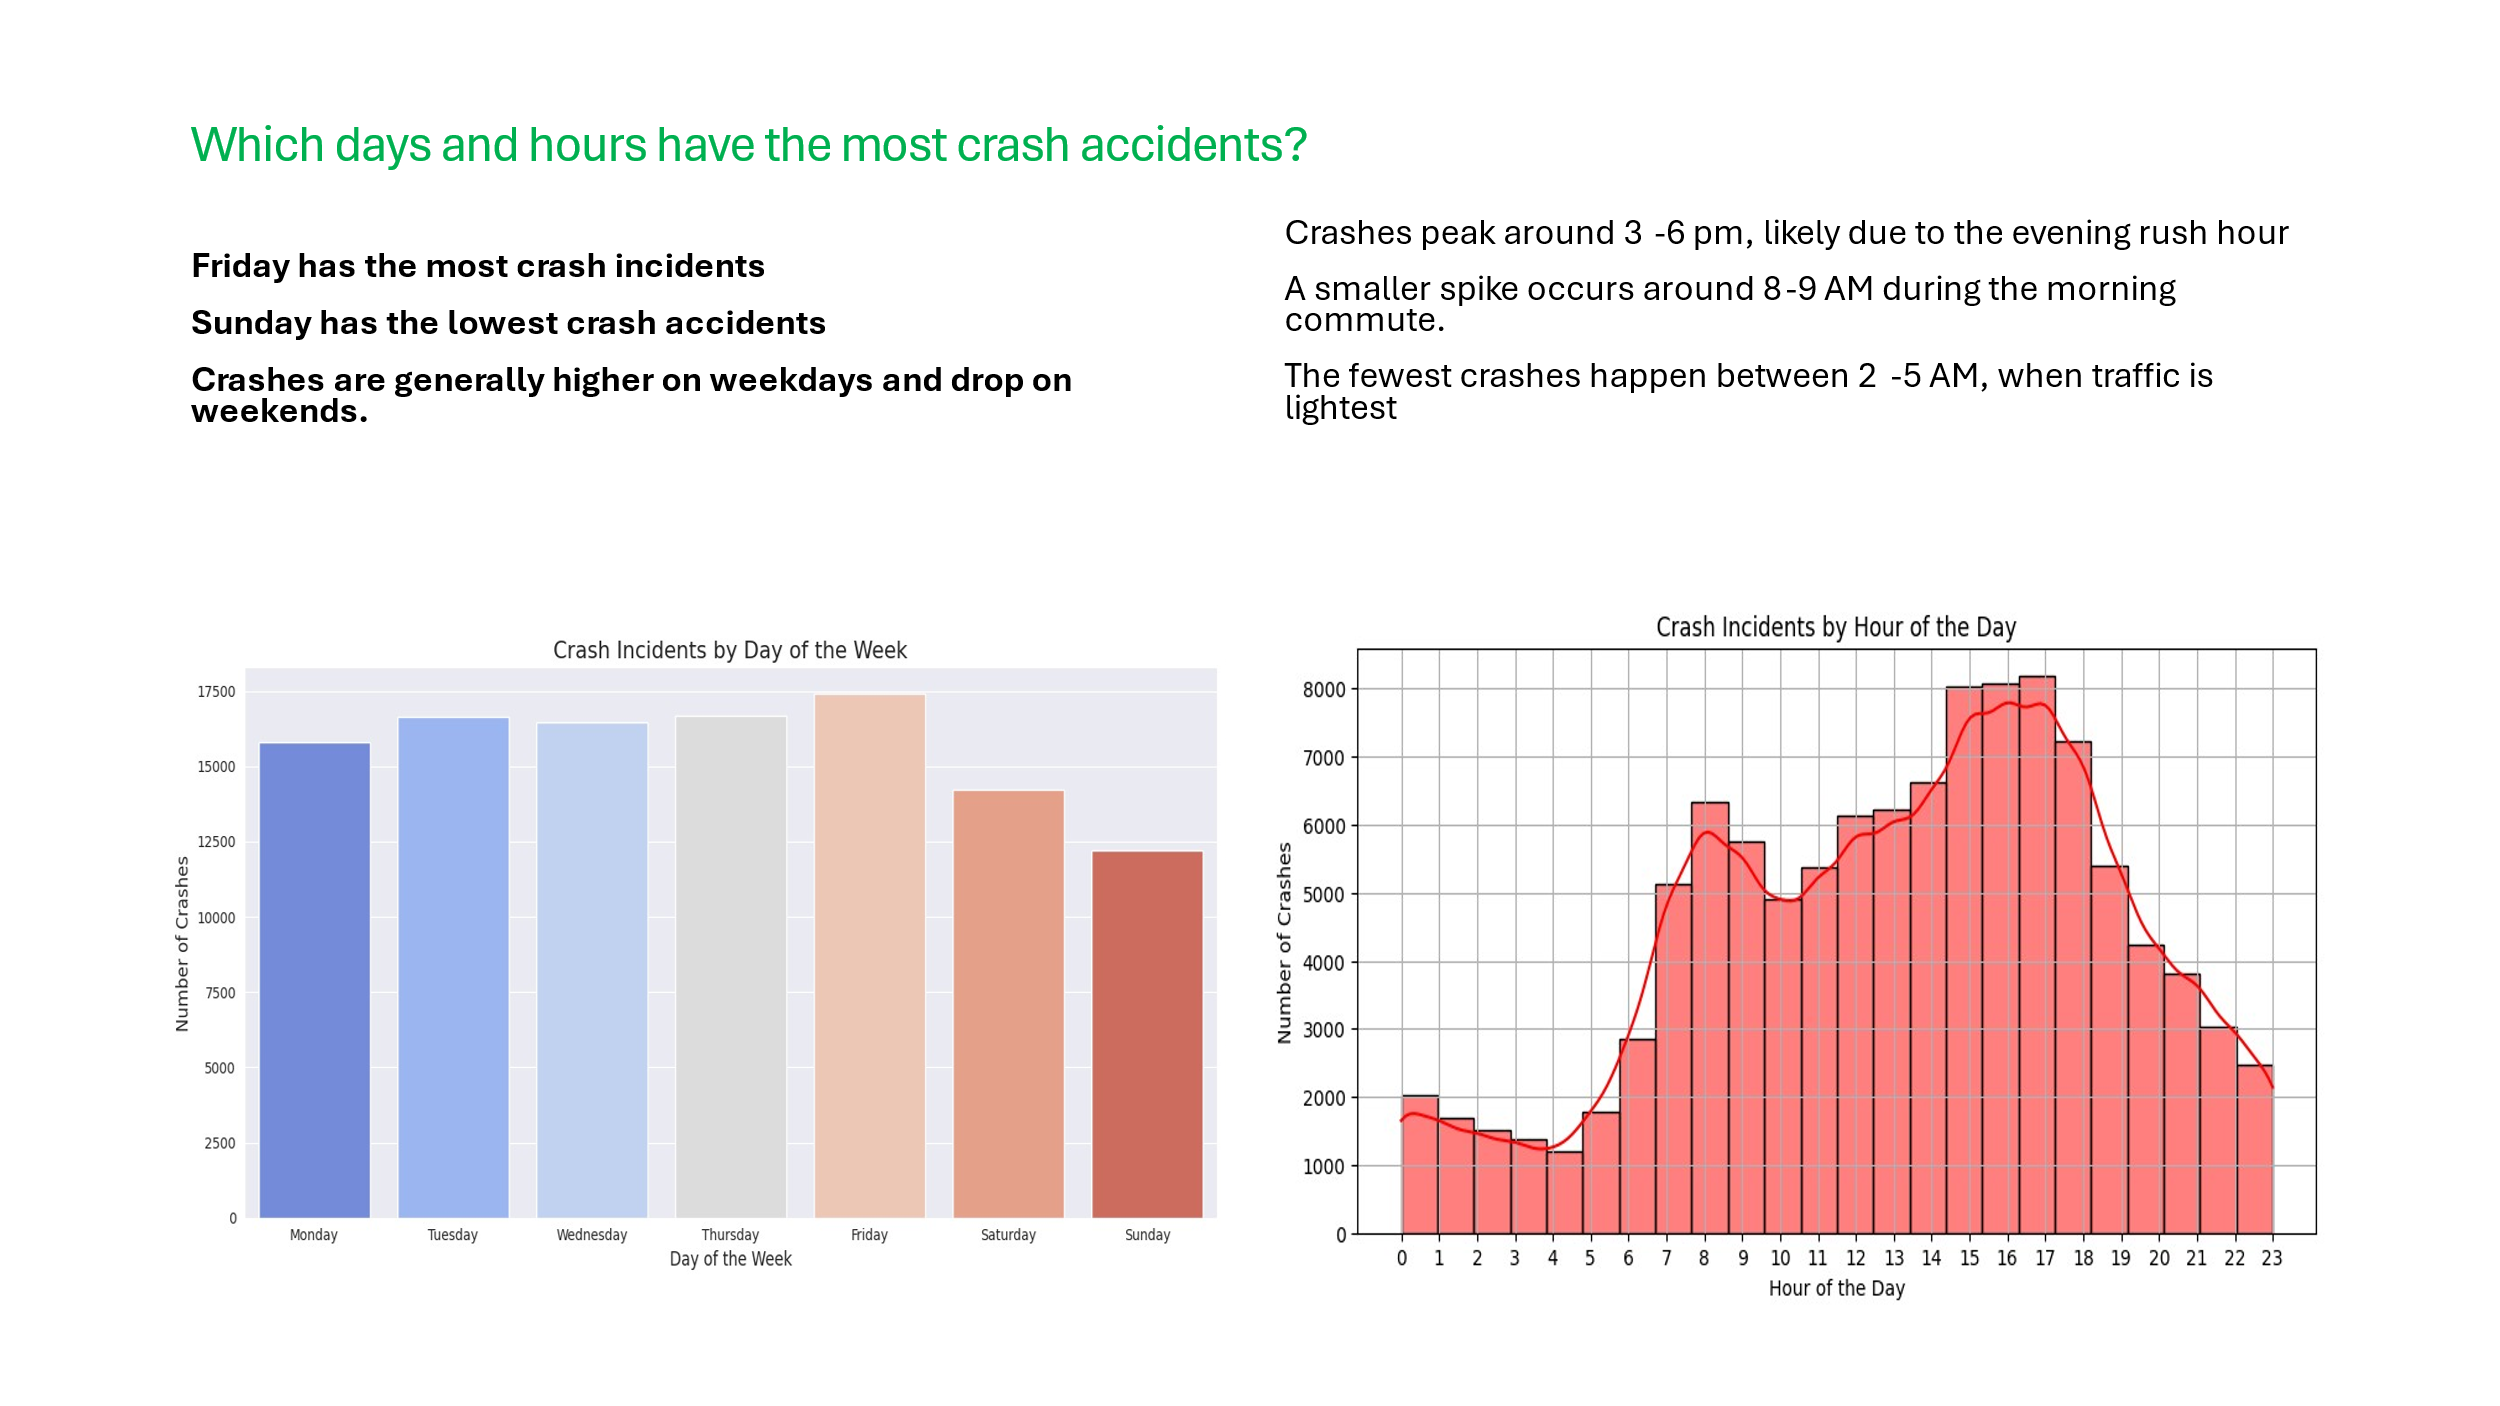 Which days and hours have the most crash accidents?
Friday has the most crash incidents
Sunday has the lowest crash accidents
Crashes are generally higher on weekdays and drop on
weekends.
Crashes peak around 3 -6 pm, likely due to the evening rush hour
A smaller spike occurs around 8-9 AM during the morning
commute.
The fewest crashes happen between 2 -5 AM, when traffic is
lightest
Crash Incidents by Day of the Week
Number of Crashes
17500
15000
12500
10000
7500
5000
2500
0
Monday Tuesday Wednesday Thursday Friday Saturday Sunday
Day of the Week
Crash Incidents by Hour of the Day
Number of Crashes
8000
7000
6000
5000
4000
3000
2000
1000
0
0 1 2 3 4 5 6 7 8 9 10 11 12 13 14 15 16 17 18 19 20 21 22 23
Hour of the Day